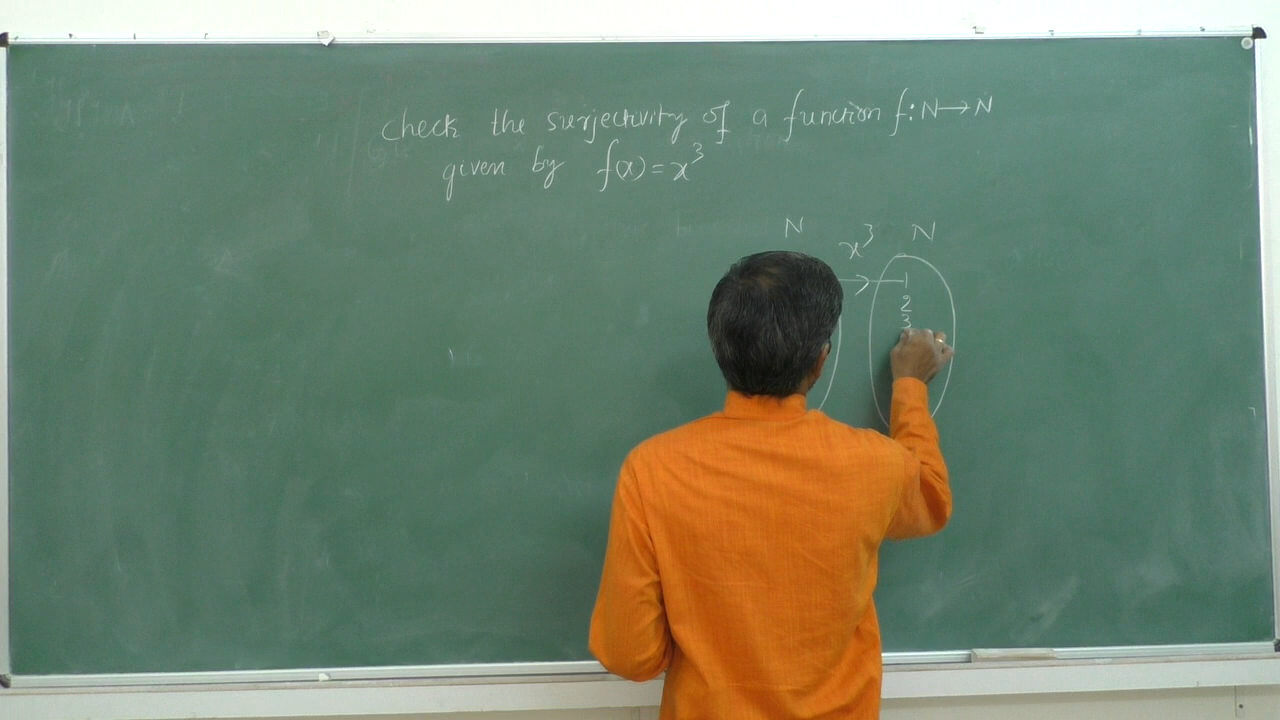 check the surjectivity of a function f: N → N
given by f(x) = x³
N x³ N
1
2
3